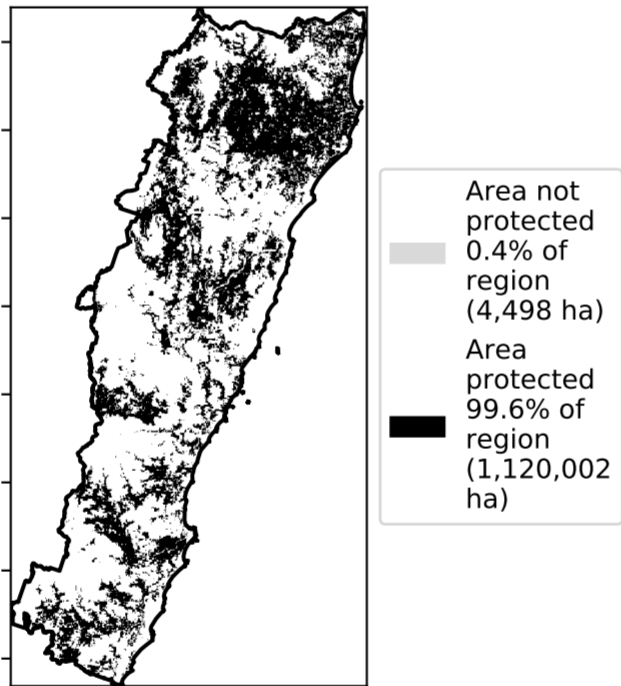 Area not
protected
0.4% of
region
(4,498 ha)
Area
protected
99.6% of
region
(1,120,002
ha)